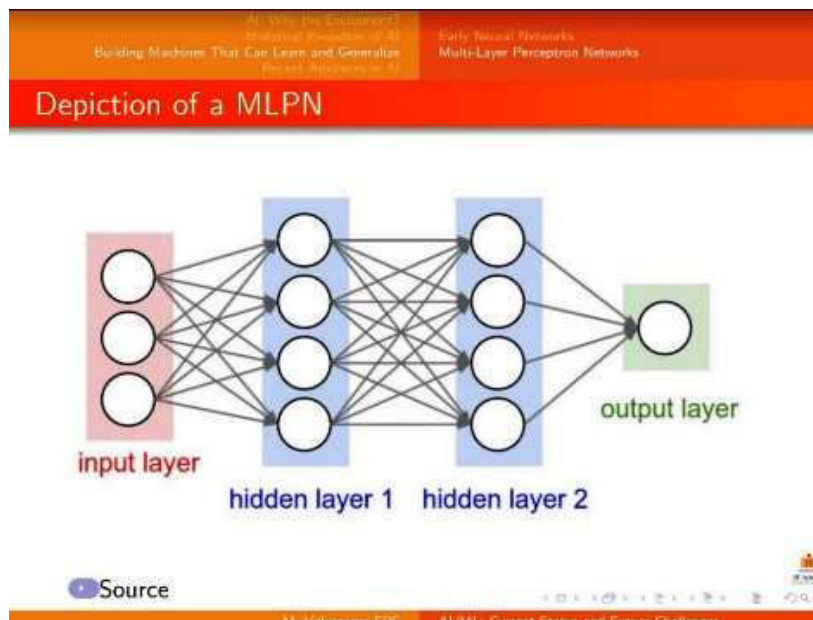 AI: Why the Excitement?
Historical Evolution of AI
Building Machines That Can Learn and Generalize
Recent Advances in AI
Early Neural Networks
Multi-Layer Perceptron Networks
Depiction of a MLPN
input layer
hidden layer 1
hidden layer 2
output layer
Source
AI/ML: Current Status and Future Challenges